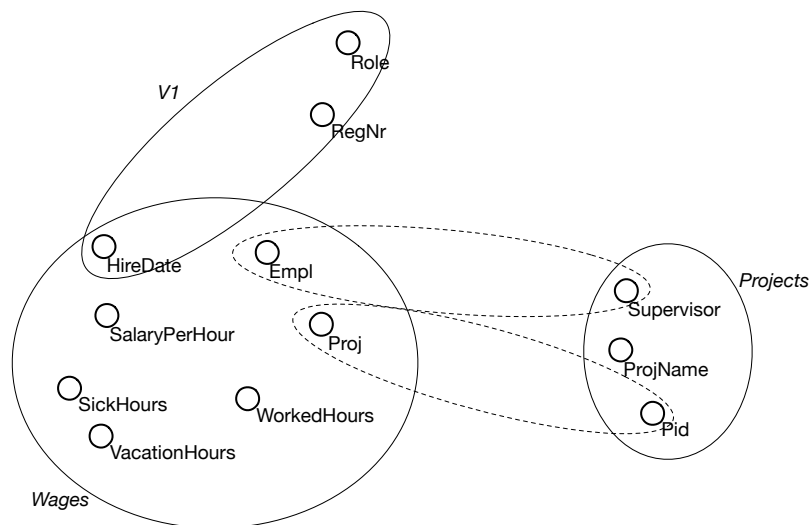 Role
V1
RegNr
HireDate
Empl
Projects
Supervisor
SalaryPerHour
Proj
ProjName
SickHours
WorkedHours
Pid
VacationHours
Wages